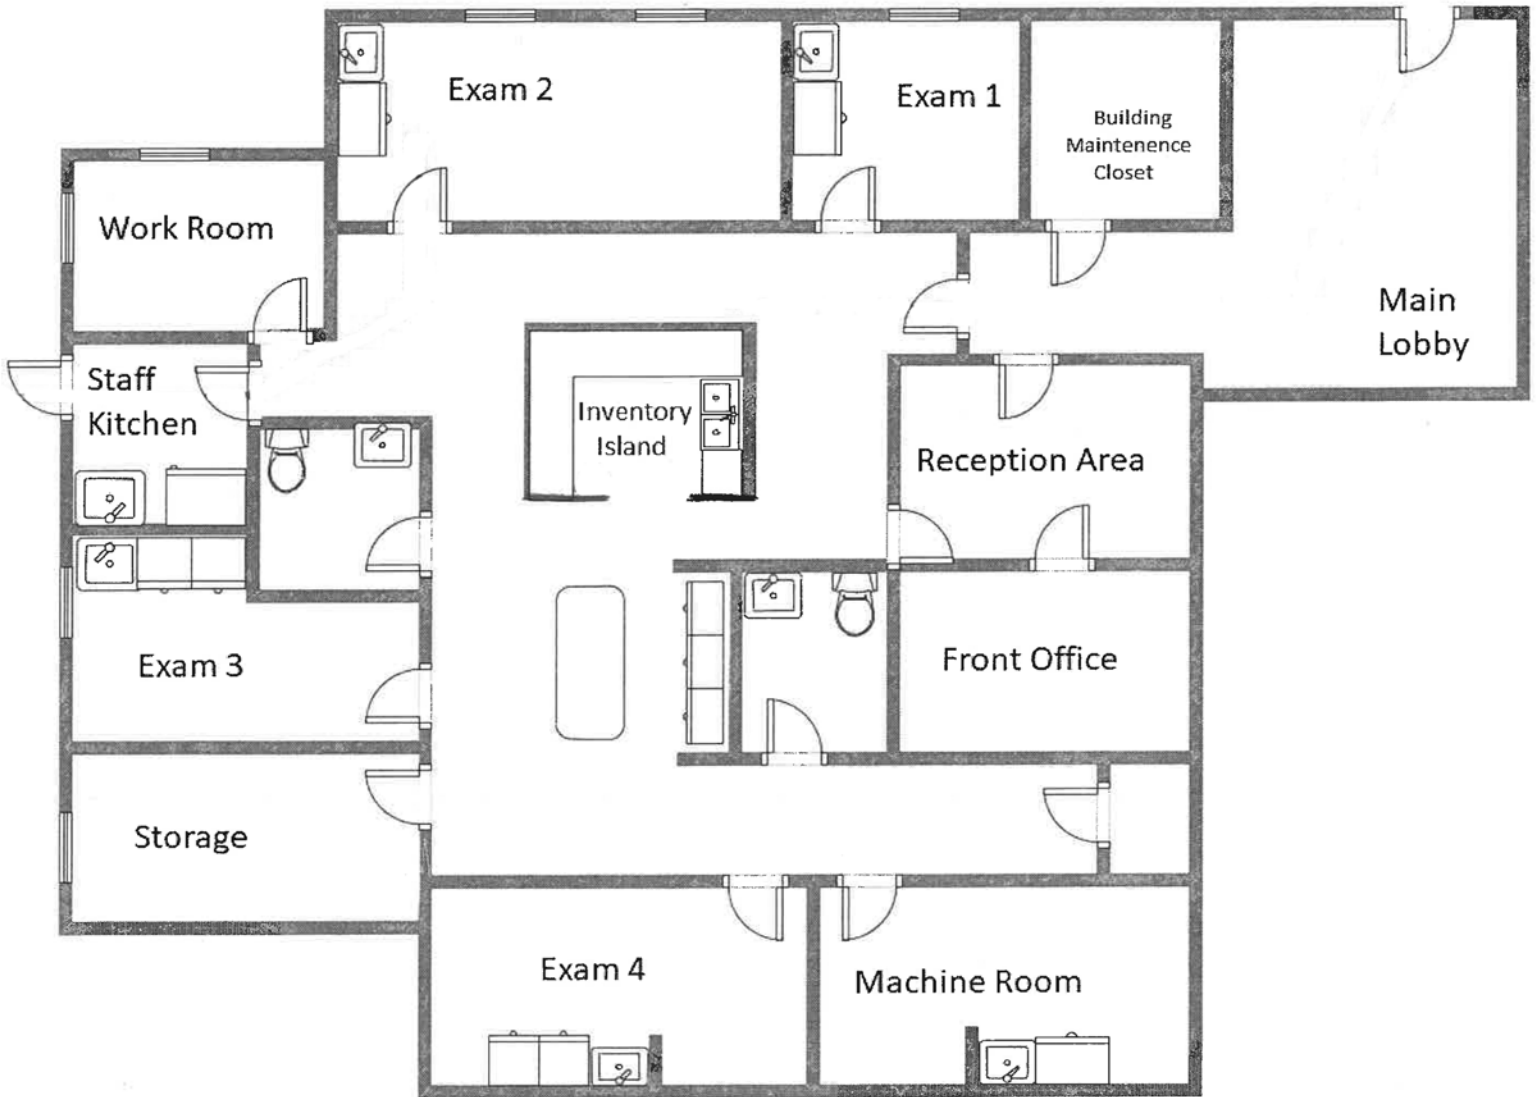 Exam 2
Exam 1
Building
Maintenence
Closet
Work Room
Main
Lobby
Staff
Kitchen
Inventory
Island
Reception Area
Exam 3
Front Office
Storage
Exam 4
Machine Room